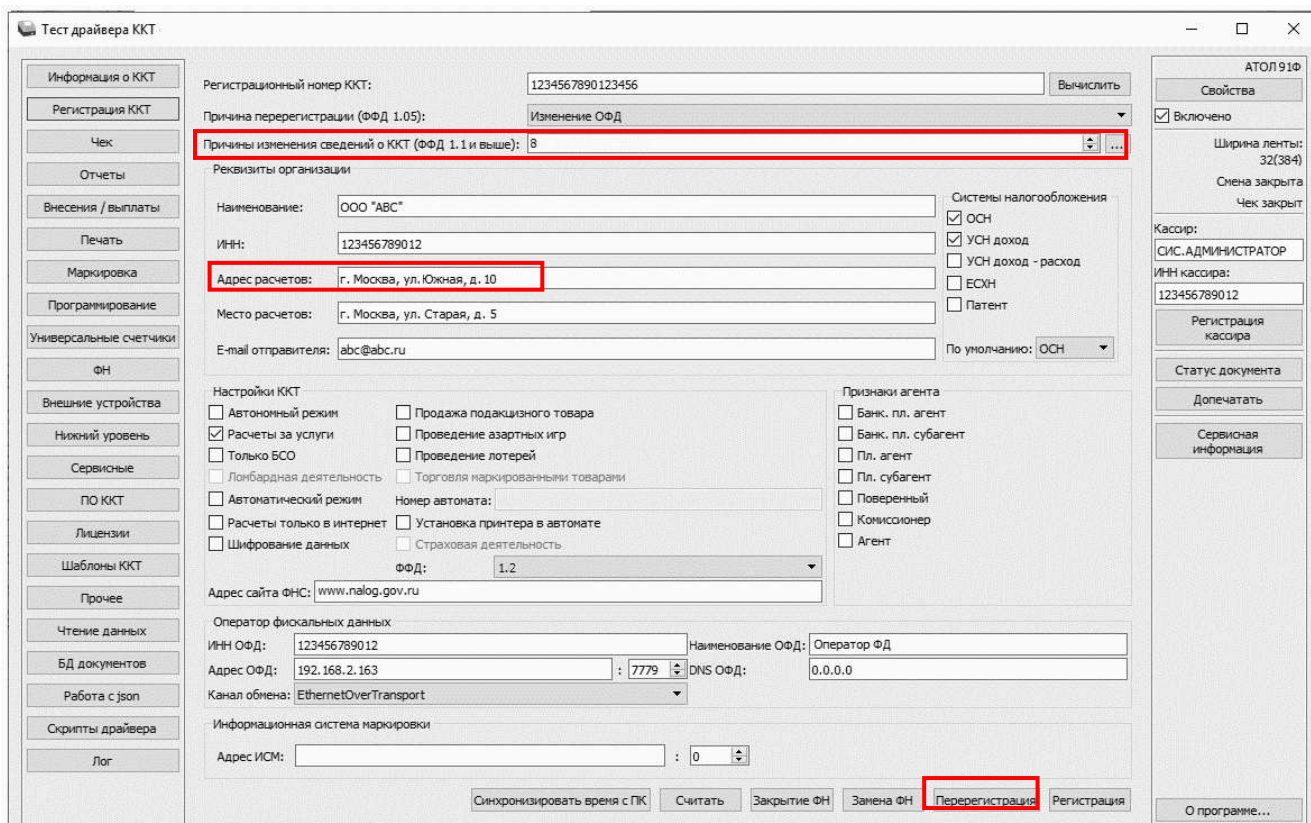 Тест драйвера ККТ
Информация о ККТ
Регистрация ККТ
Чек
Отчеты
Внесения / выплаты
Печать
Маркировка
Программирование
Универсальные счетчики
ФН
Внешние устройства
Нижний уровень
Сервисные
ПО ККТ
Лицензии
Шаблоны ККТ
Прочее
Чтение данных
БД документов
Работа с json
Скрипты драйвера
Лог
Регистрационный номер ККТ: 1234567890123456 Вычислить
Причина перерегистрации (ФФД 1.05): Изменение ОФД
Причины изменения сведений о ККТ (ФФД 1.1 и выше): 8 ...
Реквизиты организации
Наименование: ООО "АВС"
ИНН: 123456789012
Адрес расчетов: г. Москва, ул. Южная, д. 10
Место расчетов: г. Москва, ул. Старая, д. 5
E-mail отправителя: abc@abc.ru
Системы налогообложения
ОСН
УСН доход
УСН доход - расход
ЕСХН
Патент
По умолчанию: ОСН
Настройки ККТ
Автономный режим Продажа подакцизного товара
Расчеты за услуги Проведение азартных игр
Только БСО Проведение лотерей
Ломбардная деятельность Торговля маркированными товарами
Автоматический режим Номер автомата:
Расчеты только в интернет Установка принтера в автомате
Шифрование данных Страховая деятельность
ФФД: 1.2
Адрес сайта ФНС: www.nalog.gov.ru
Признаки агента
Банк. пл. агент
Банк. пл. субагент
Пл. агент
Пл. субагент
Поверенный
Комиссионер
Агент
Оператор фискальных данных
ИНН ОФД: 123456789012 Наименование ОФД: Оператор ФД
Адрес ОФД: 192.168.2.163 : 7779 DNS ОФД: 0.0.0.0
Канал обмена: EthernetOverTransport
Информационная система маркировки
Адрес ИСМ: : 0
Синхронизировать время с ПК Считать Закрытие ФН Замена ФН Перерегистрация Регистрация
АТОЛ 91Ф
Свойства
Включено
Ширина ленты:
32(384)
Смена закрыта
Чек закрыт
Кассир:
СИС.АДМИНИСТРАТОР
ИНН кассира:
123456789012
Регистрация
кассира
Статус документа
Допечатать
Сервисная
информация
О программе...